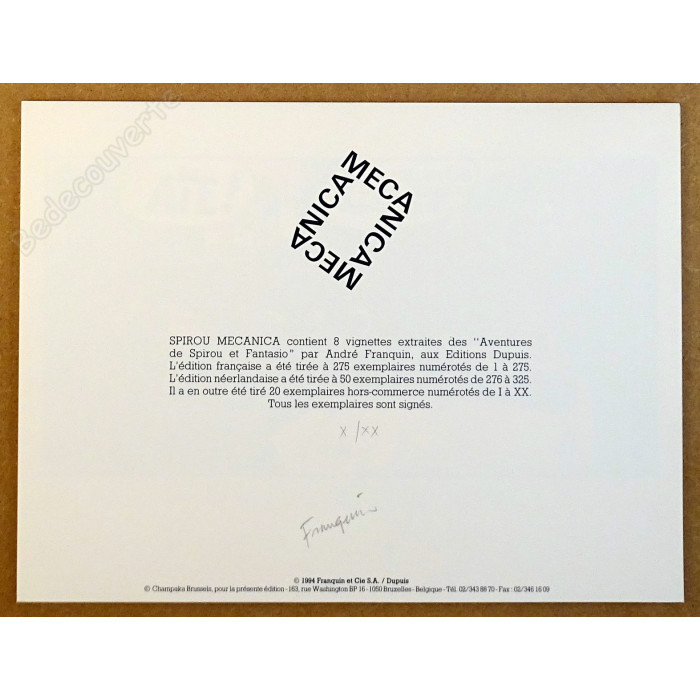 Bedecouverte
MECANICA
MECANICA
SPIROU MECANICA contient 8 vignettes extraites des "Aventures
de Spirou et Fantasio" par André Franquin, aux Editions Dupuis.
L'édition française a été tirée à 275 exemplaires numérotés de 1 à 275.
L'édition néerlandaise a été tirée à 50 exemplaires numérotés de 276 à 325.
Il a en outre été tiré 20 exemplaires hors-commerce numérotés de I à XX.
Tous les exemplaires sont signés.
X/XX
Franquin
© 1994 Franquin et Cie S.A. / Dupuis
© Champaka Brussels, pour la présente édition - 163, rue Washington BP 16 - 1050 Bruxelles - Belgique - Tél. 02/343 88 70 - Fax : 02/346 16 09